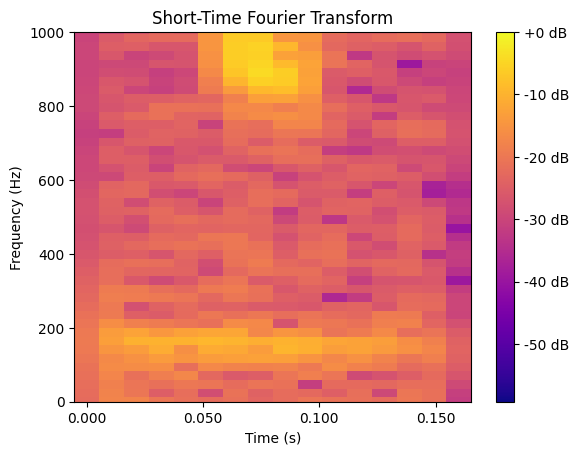 Short-Time Fourier Transform
1000
800
600
400
200
0
Frequency (Hz)
0.000
0.050
0.100
0.150
Time (s)
+0 dB
-10 dB
-20 dB
-30 dB
-40 dB
-50 dB